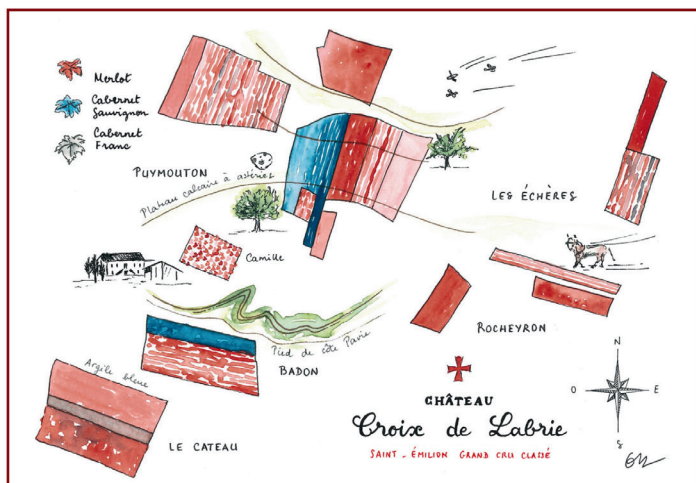 Merlot
Cabernet
Sauvignon
Cabernet
Franc
PUYMOUTON
Plateau calcaire à astéries
LES ÉCHÈRES
Camille
ROCHEYRON
Pied de côte Pavie
BADON
Argile bleue
LE CATEAU
N
O
E
S
CHÂTEAU
Croix de Labrie
SAINT-ÉMILION GRAND CRU CLASSÉ